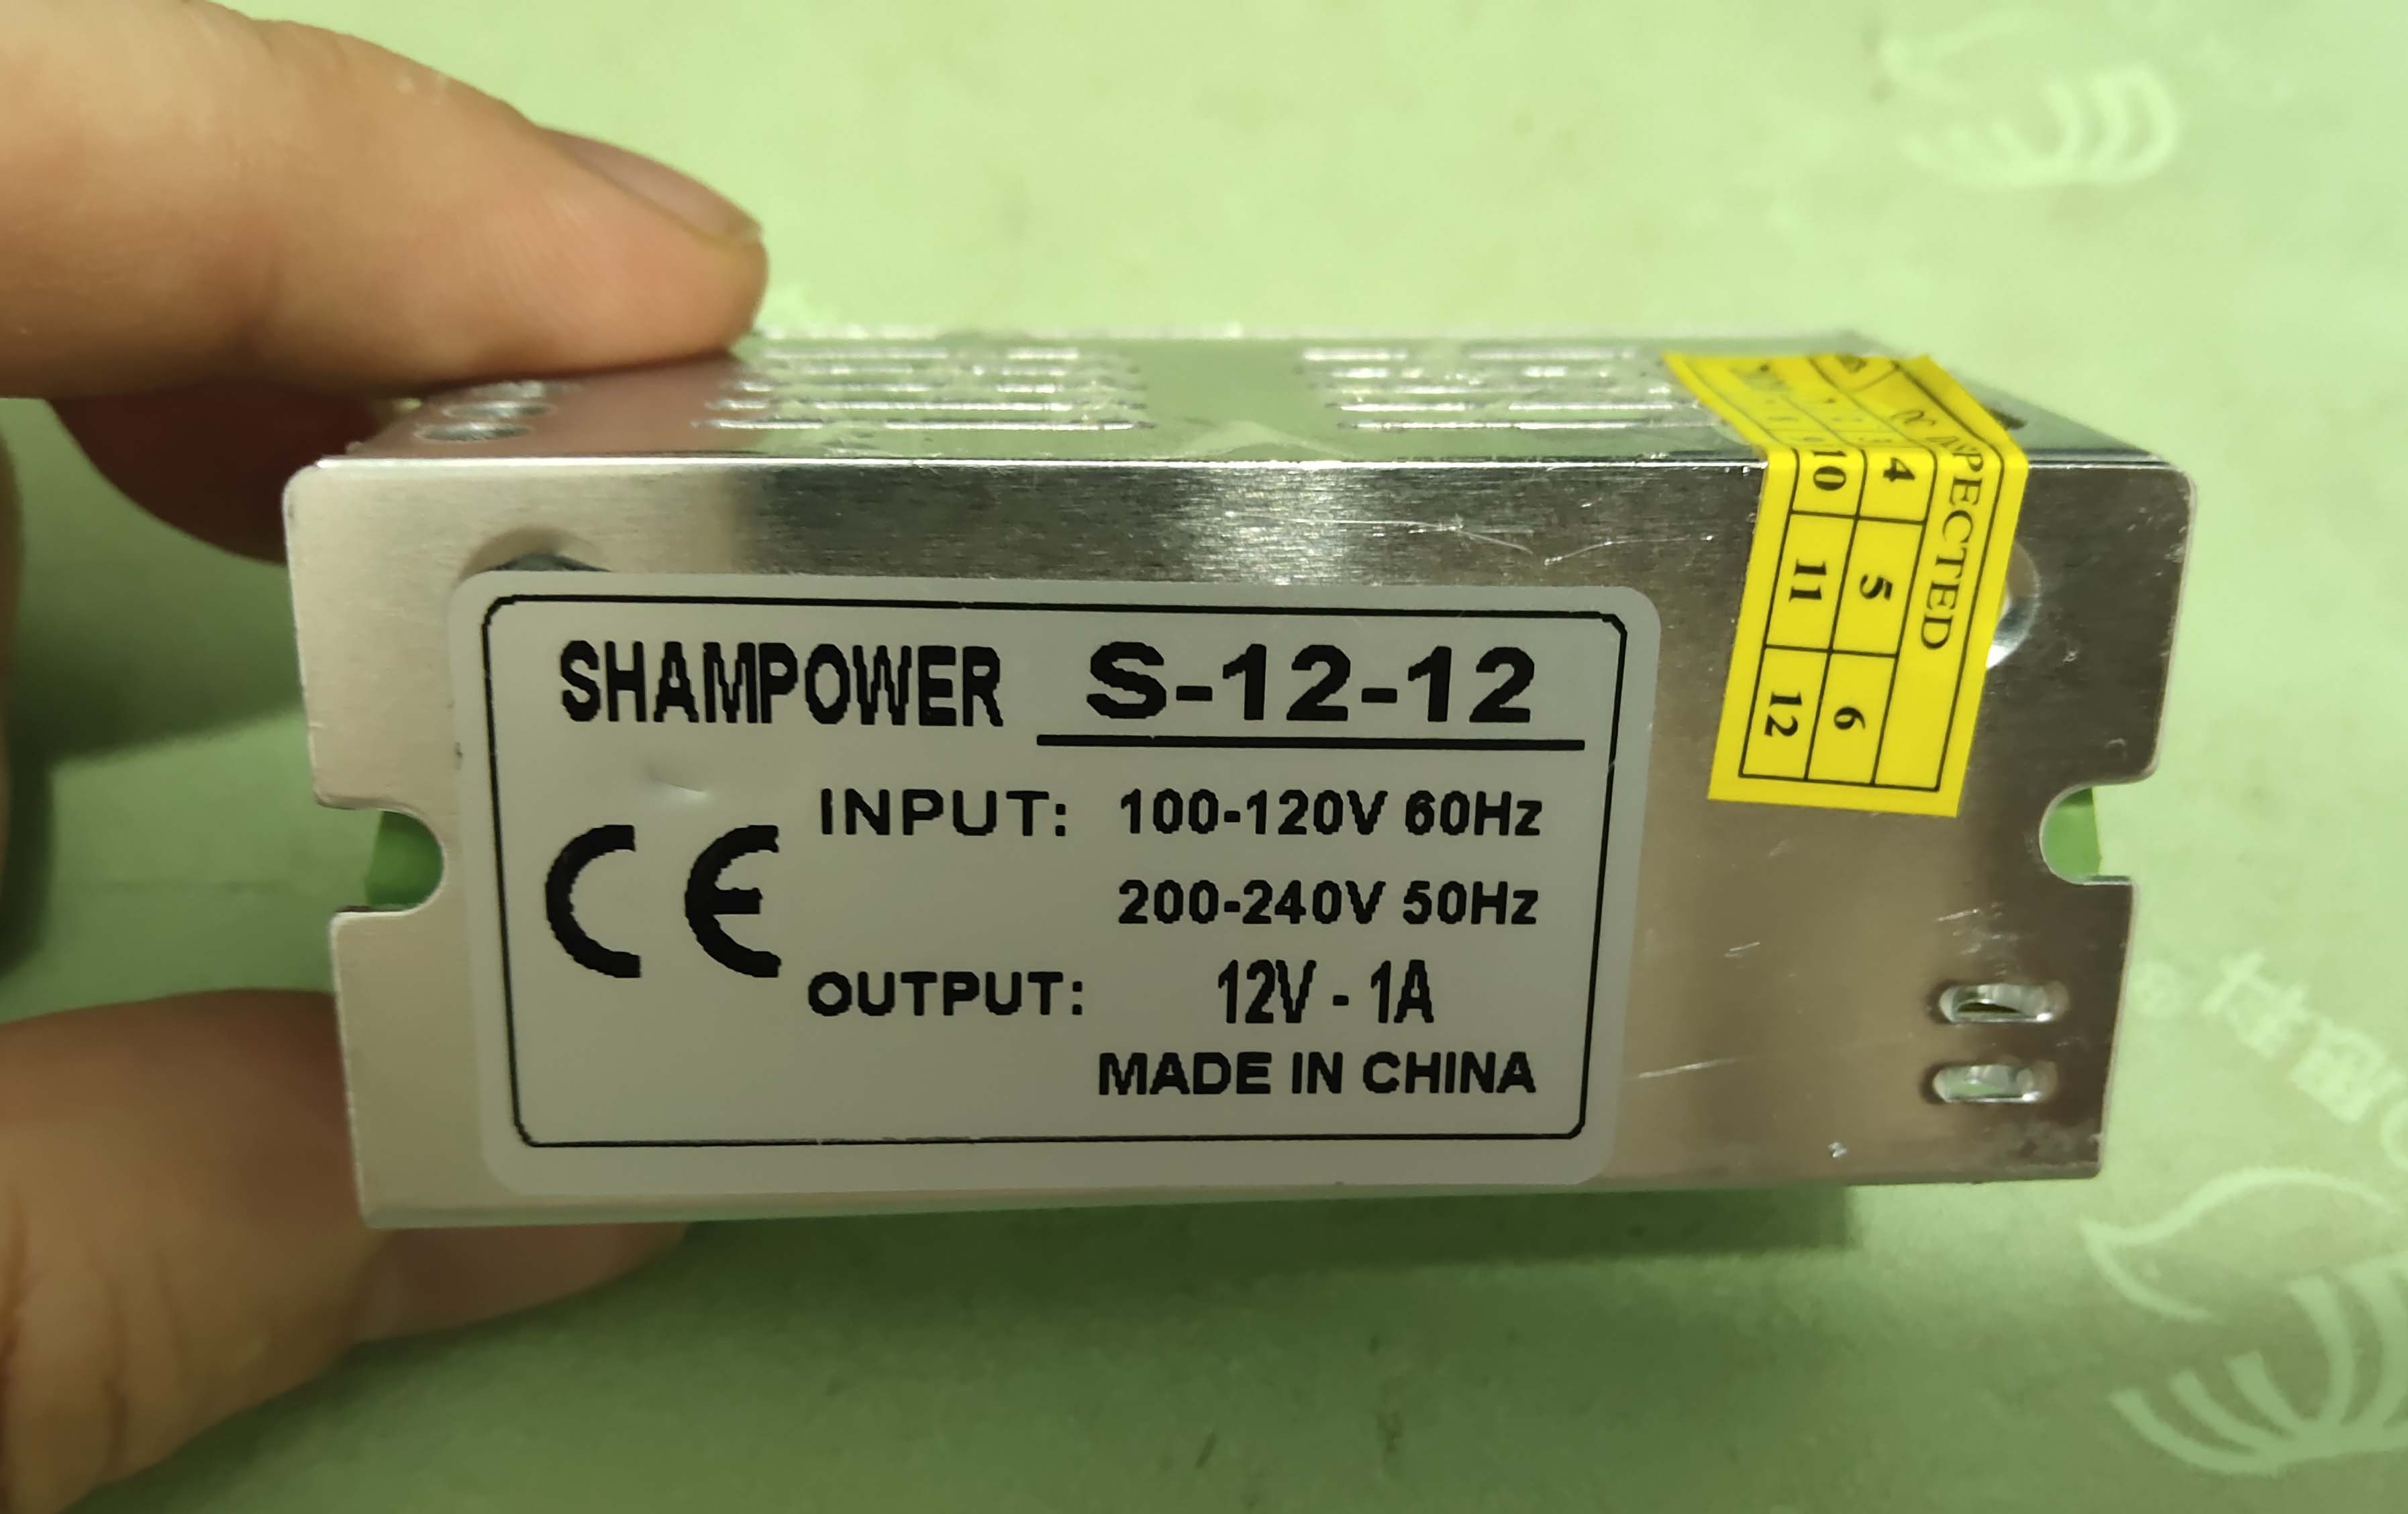 SHAMPOWER S-12-12
INPUT: 100-120V 60Hz
200-240V 50Hz
CE
OUTPUT: 12V - 1A
MADE IN CHINA
4 5 6
10 11 12